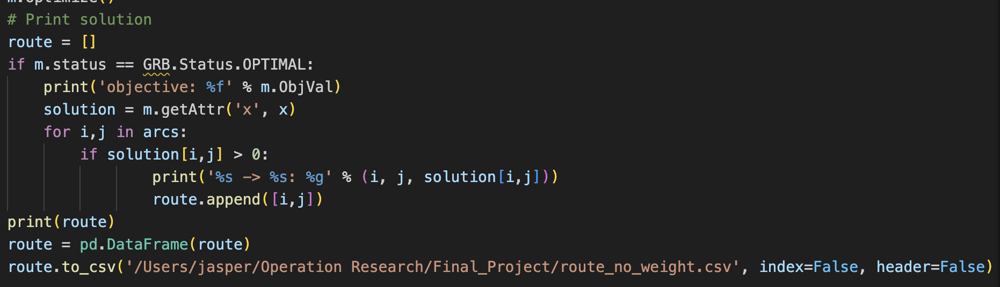 m.optimize()
# Print solution
route = []
if m.status == GRB.Status.OPTIMAL:
    print('objective: %f' % m.ObjVal)
    solution = m.getAttr('x', x)
    for i,j in arcs:
        if solution[i,j] > 0:
                print('%s -> %s: %g' % (i, j, solution[i,j]))
                route.append([i,j])
print(route)
route = pd.DataFrame(route)
route.to_csv('/Users/jasper/Operation Research/Final_Project/route_no_weight.csv', index=False, header=False)